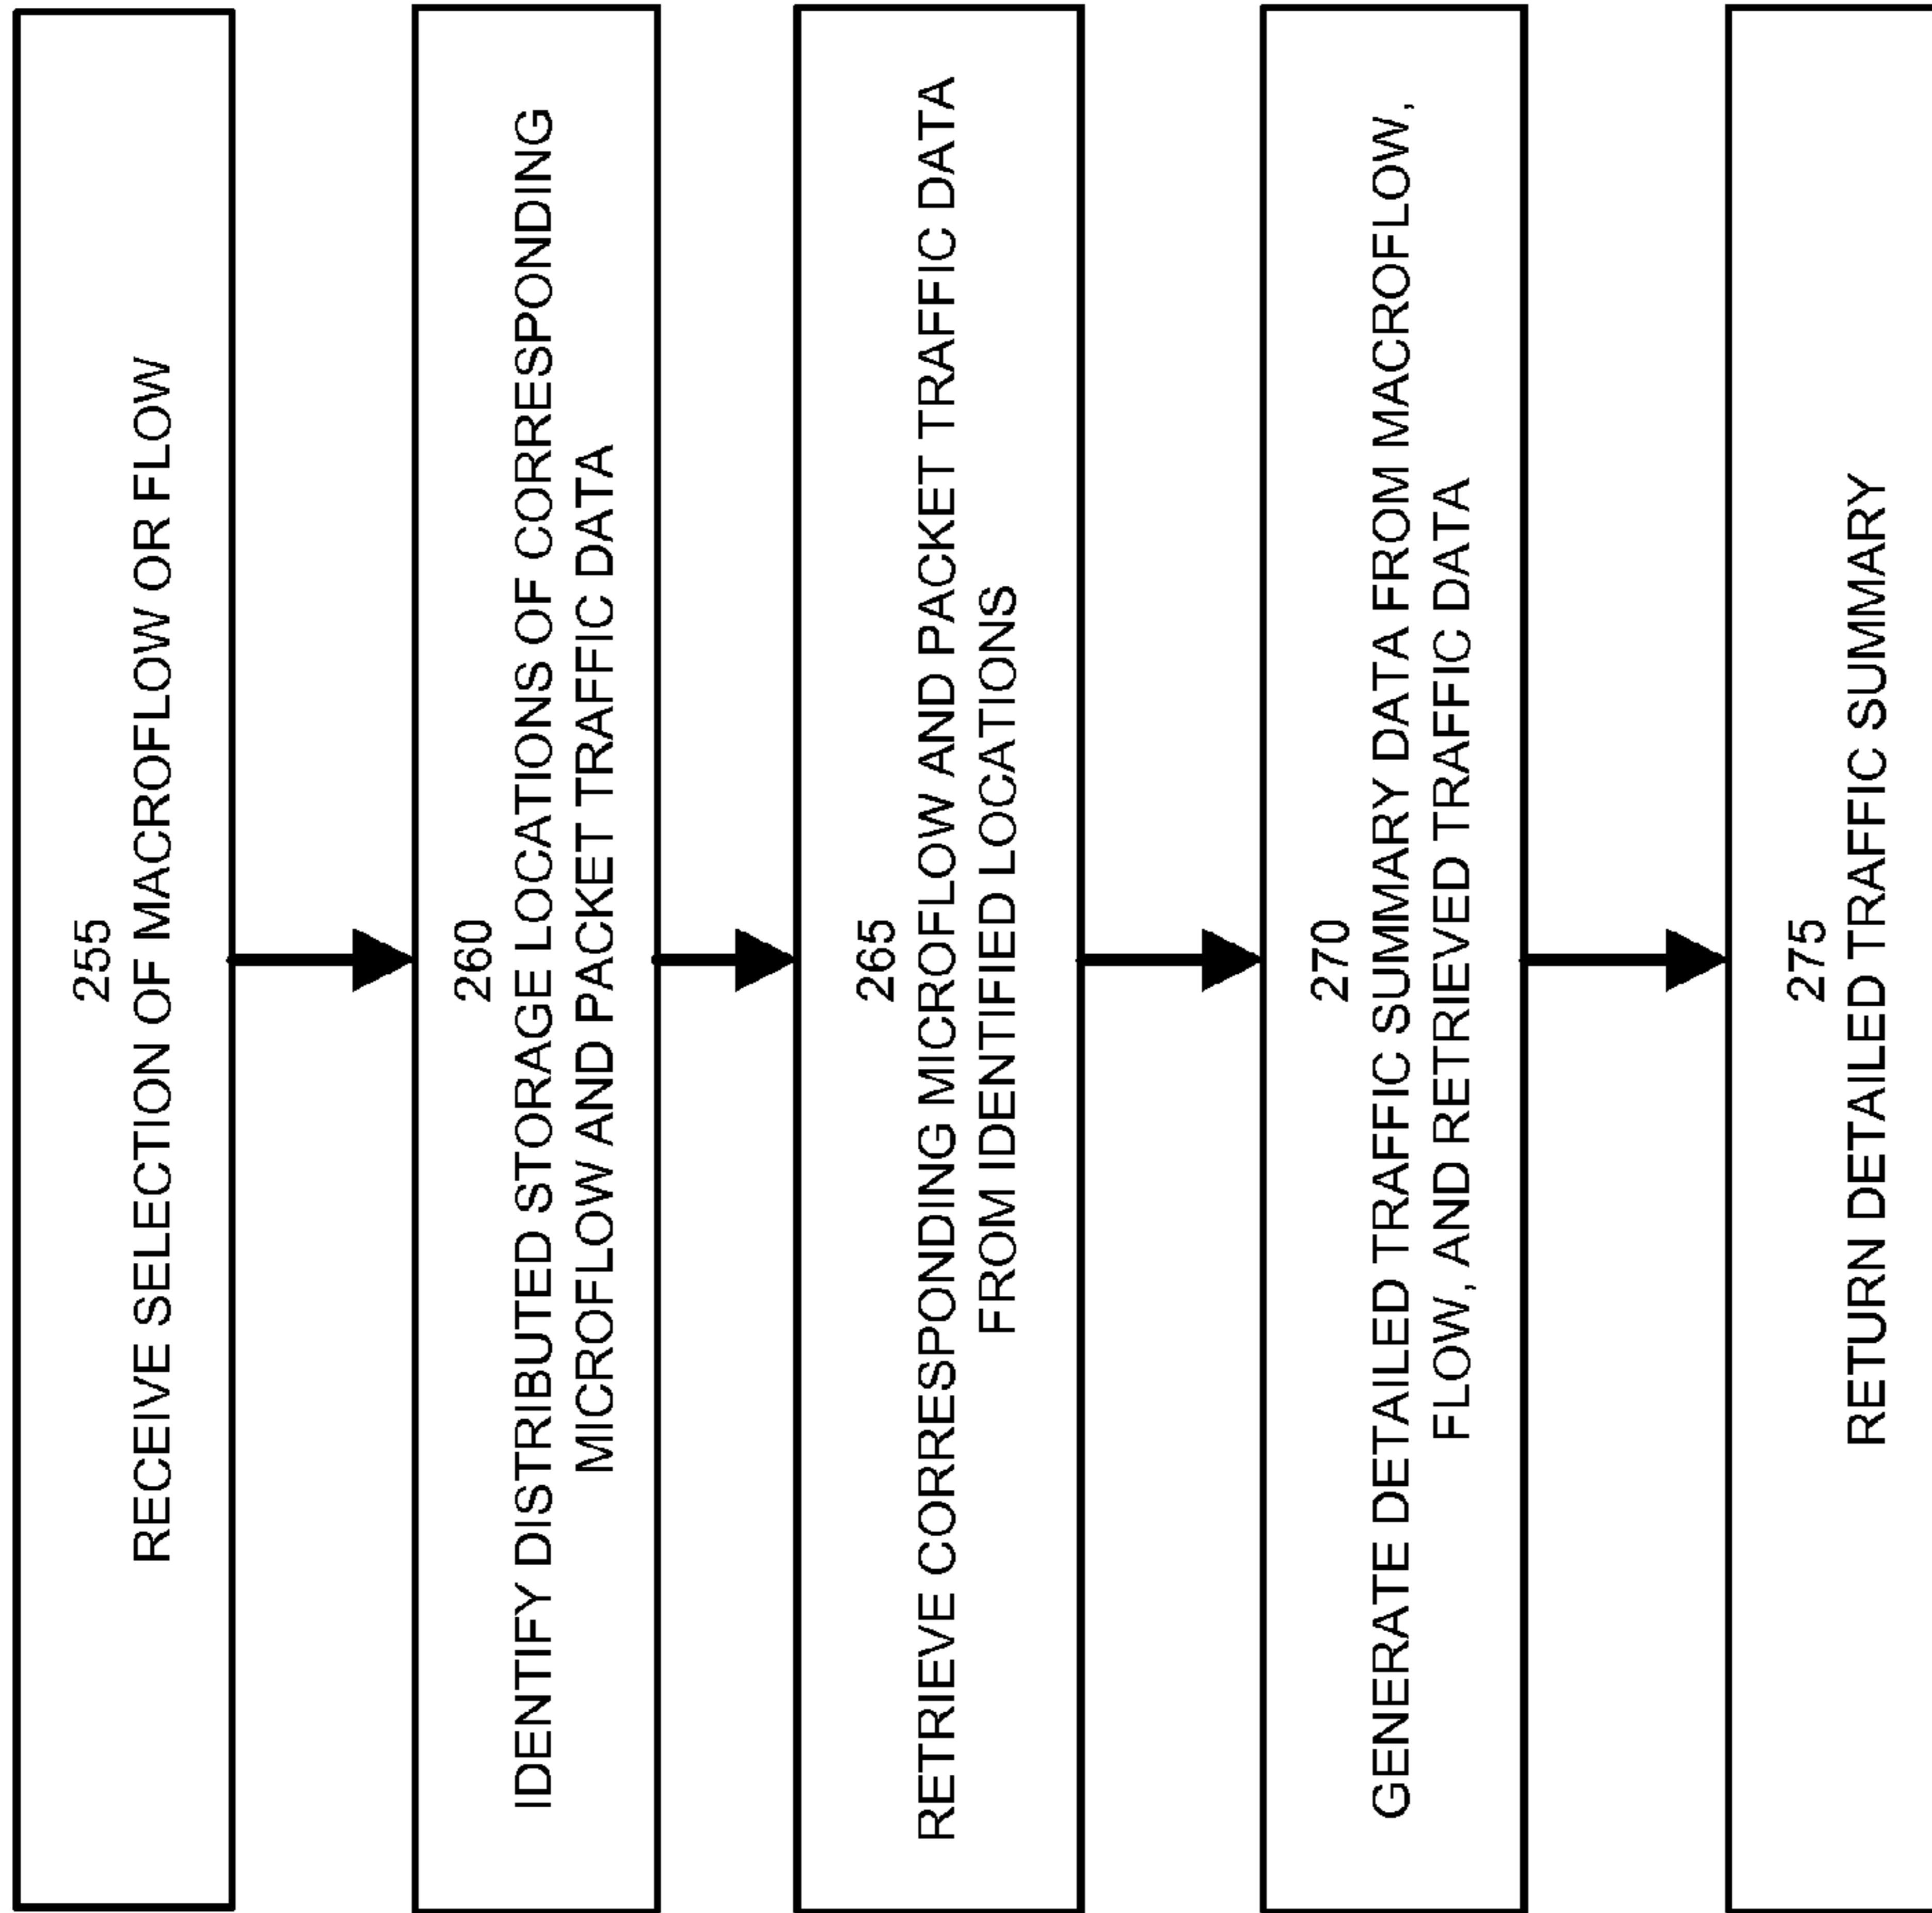 255
RECEIVE SELECTION OF MACROFLOW OR FLOW
260
IDENTIFY DISTRIBUTED STORAGE LOCATIONS OF CORRESPONDING
MICROFLOW AND PACKET TRAFFIC DATA
265
RETRIEVE CORRESPONDING MICROFLOW AND PACKET TRAFFIC DATA
FROM IDENTIFIED LOCATIONS
270
GENERATE DETAILED TRAFFIC SUMMARY DATA FROM MACROFLOW,
FLOW, AND RETRIEVED TRAFFIC DATA
275
RETURN DETAILED TRAFFIC SUMMARY